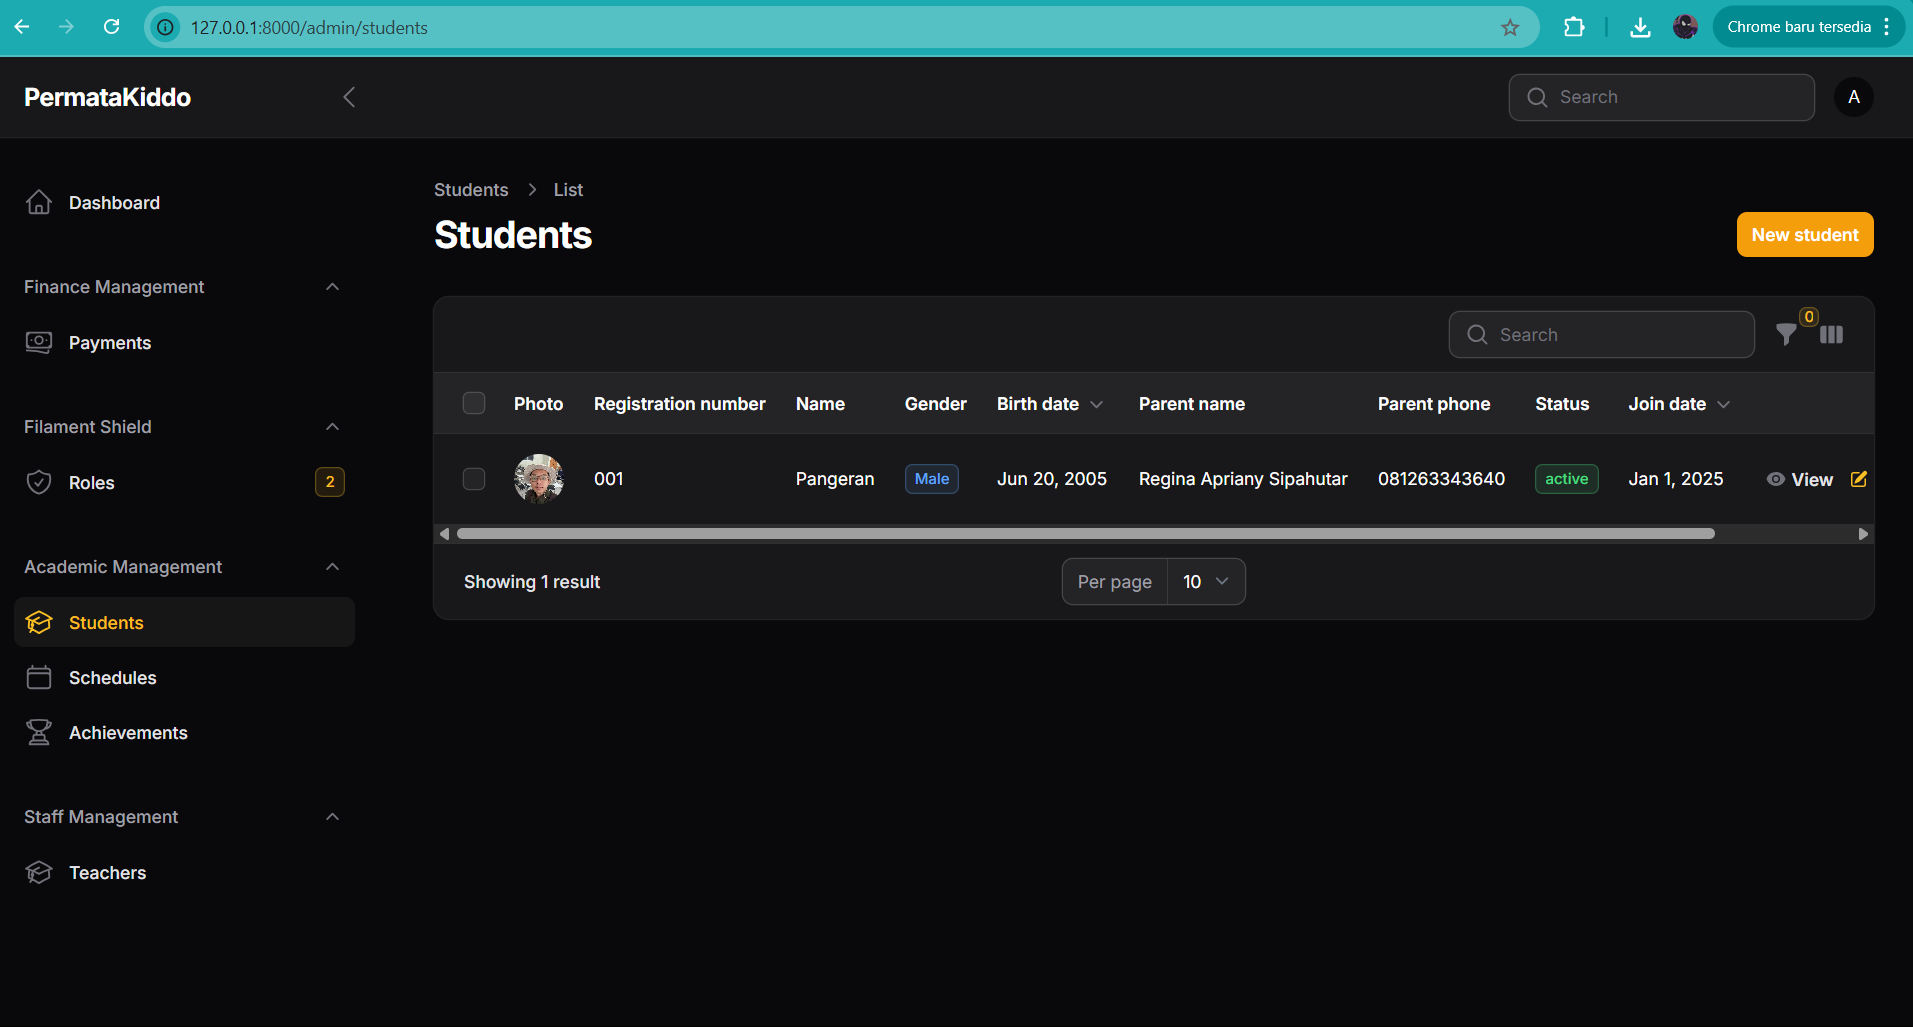 127.0.0.1:8000/admin/students
Chrome baru tersedia
PermataKiddo
Search
A
Dashboard
Finance Management
Payments
Filament Shield
Roles
2
Academic Management
Students
Schedules
Achievements
Staff Management
Teachers
Students List
Students
New student
Search
0
Photo Registration number Name Gender Birth date Parent name Parent phone Status Join date
001 Pangeran Male Jun 20, 2005 Regina Apriany Sipahutar 081263343640 active Jan 1, 2025 View
Showing 1 result
Per page 10